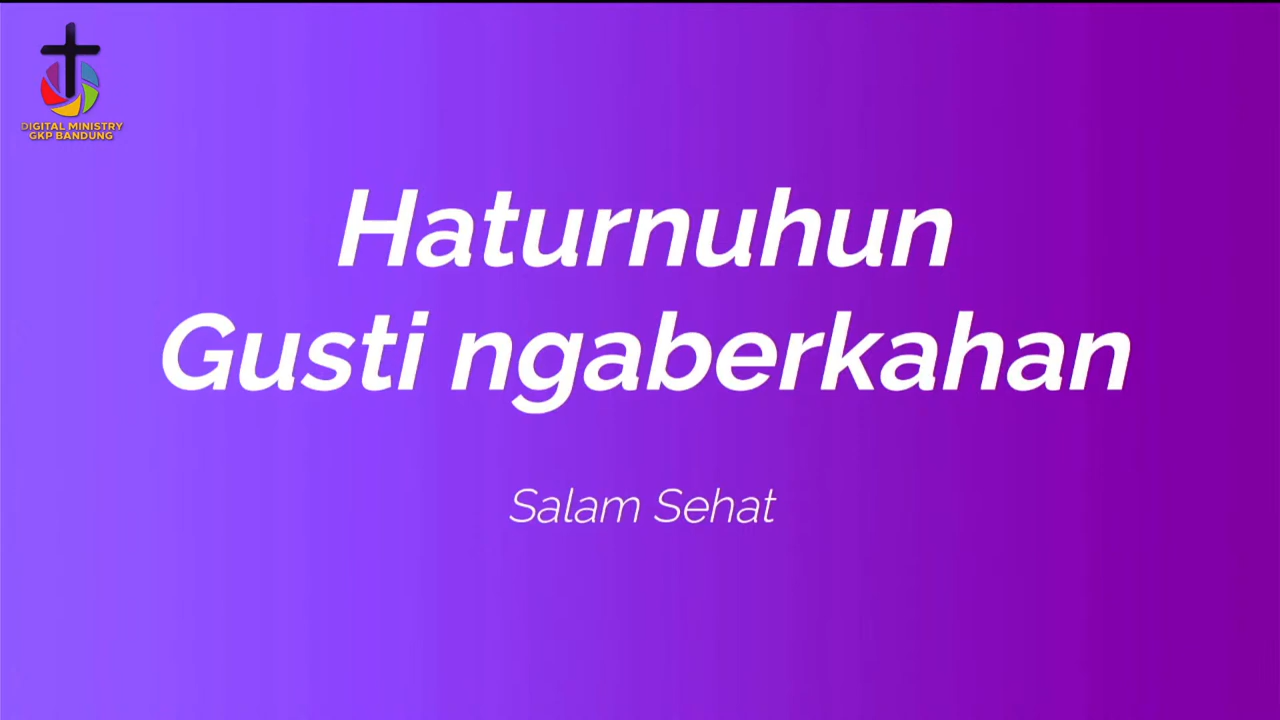 DIGITAL MINISTRY
GKP BANDUNG
Haturnuhun
Gusti ngaberkahan
Salam Sehat